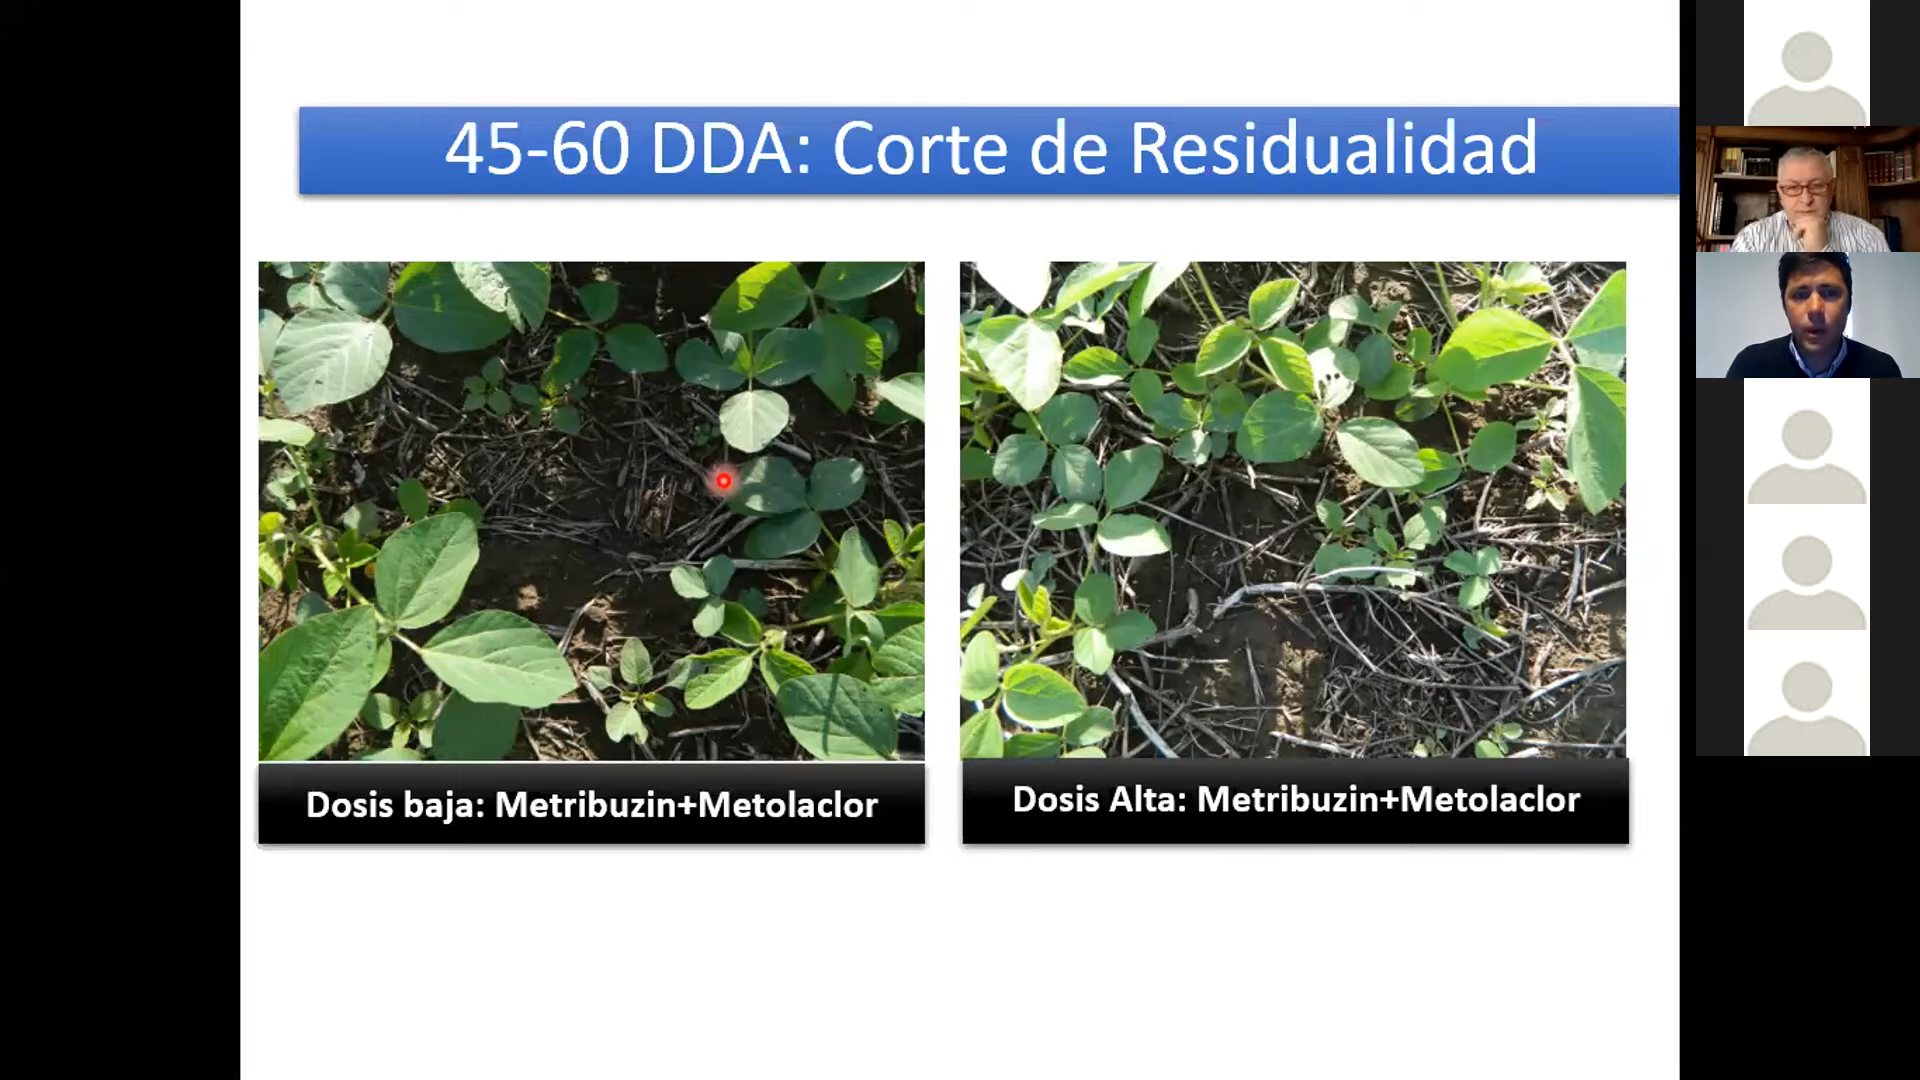 45-60 DDA: Corte de Residualidad
Dosis baja: Metribuzin+Metolaclor
Dosis Alta: Metribuzin+Metolaclor